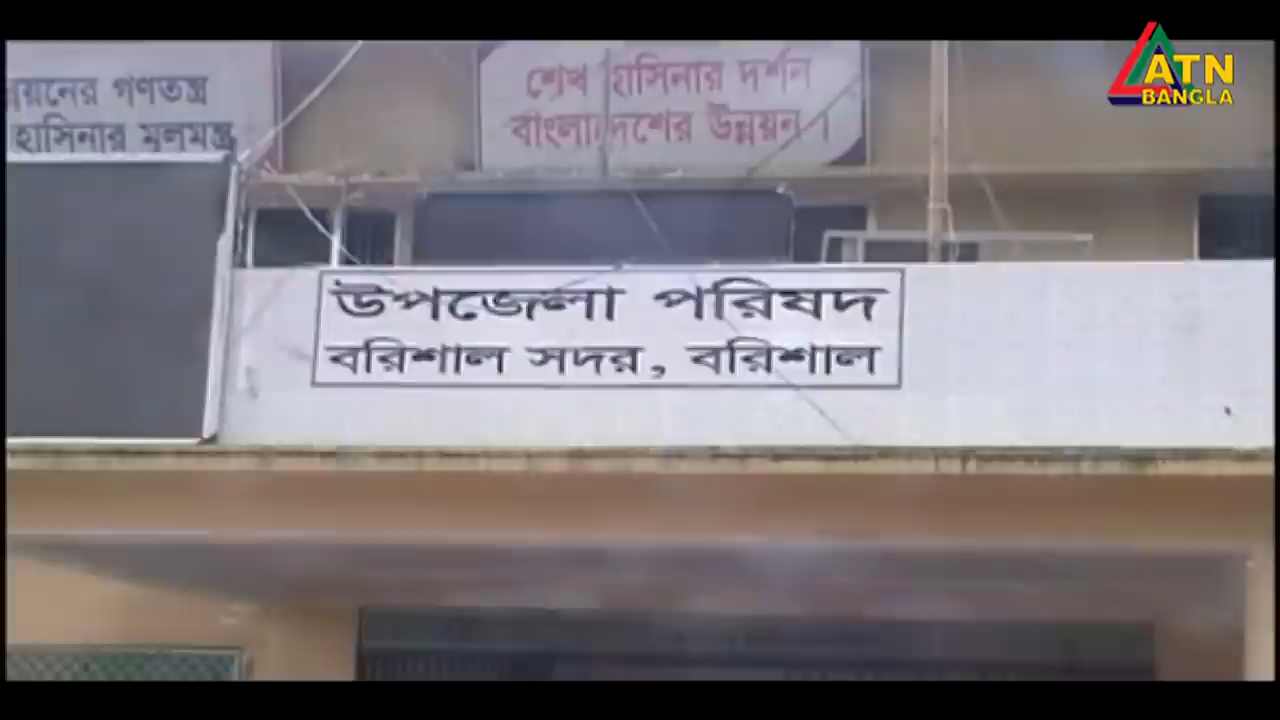 গণতন্ত্র
হাসিনার মূলমন্ত্র
শেখ হাসিনার দর্শন
বাংলাদেশের উন্নয়ন ।
ATN
BANGLA
উপজেলা পরিষদ
বরিশাল সদর, বরিশাল